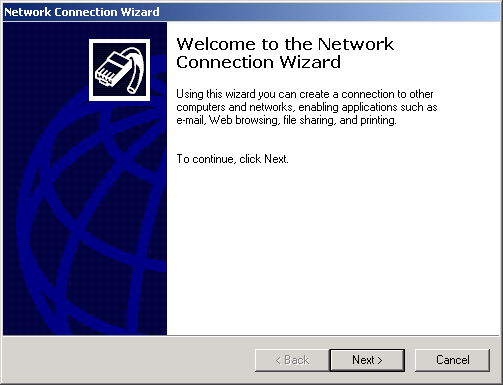 Network Connection Wizard
Welcome to the Network
Connection Wizard
Using this wizard you can create a connection to other
computers and networks, enabling applications such as
e-mail, Web browsing, file sharing, and printing.
To continue, click Next.
< Back
Next >
Cancel